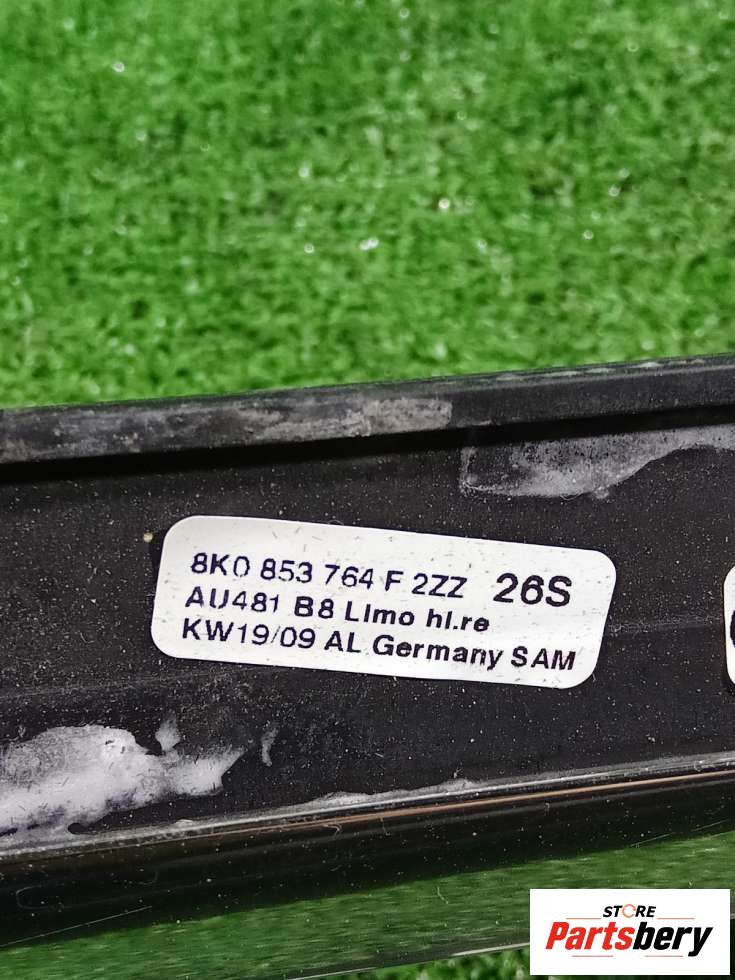 8K0 853 764 F 2ZZ 26S
AU481 B8 Limo hl.re
KW19/09 AL Germany SAM
STORE
Partsbery